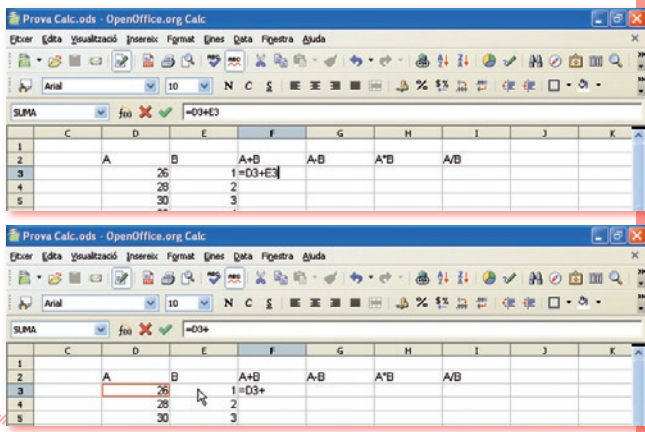 Prova Calc.ods - OpenOffice.org Calc
Fitxer Edita Visualització Insereix Format Eines Data Finestra Ajuda
Arial 10 N C S
SUMA =D3+E3
C D E F G H I J K
1
2 A B A+B A-B A*B A/B
3 26 1 =D3+E3
4 28 2
5 30 3
Prova Calc.ods - OpenOffice.org Calc
Fitxer Edita Visualització Insereix Format Eines Data Finestra Ajuda
Arial 10 N C S
SUMA =D3+
C D E F G H I J K
1
2 A B A+B A-B A*B A/B
3 26 1 =D3+
4 28 2
5 30 3